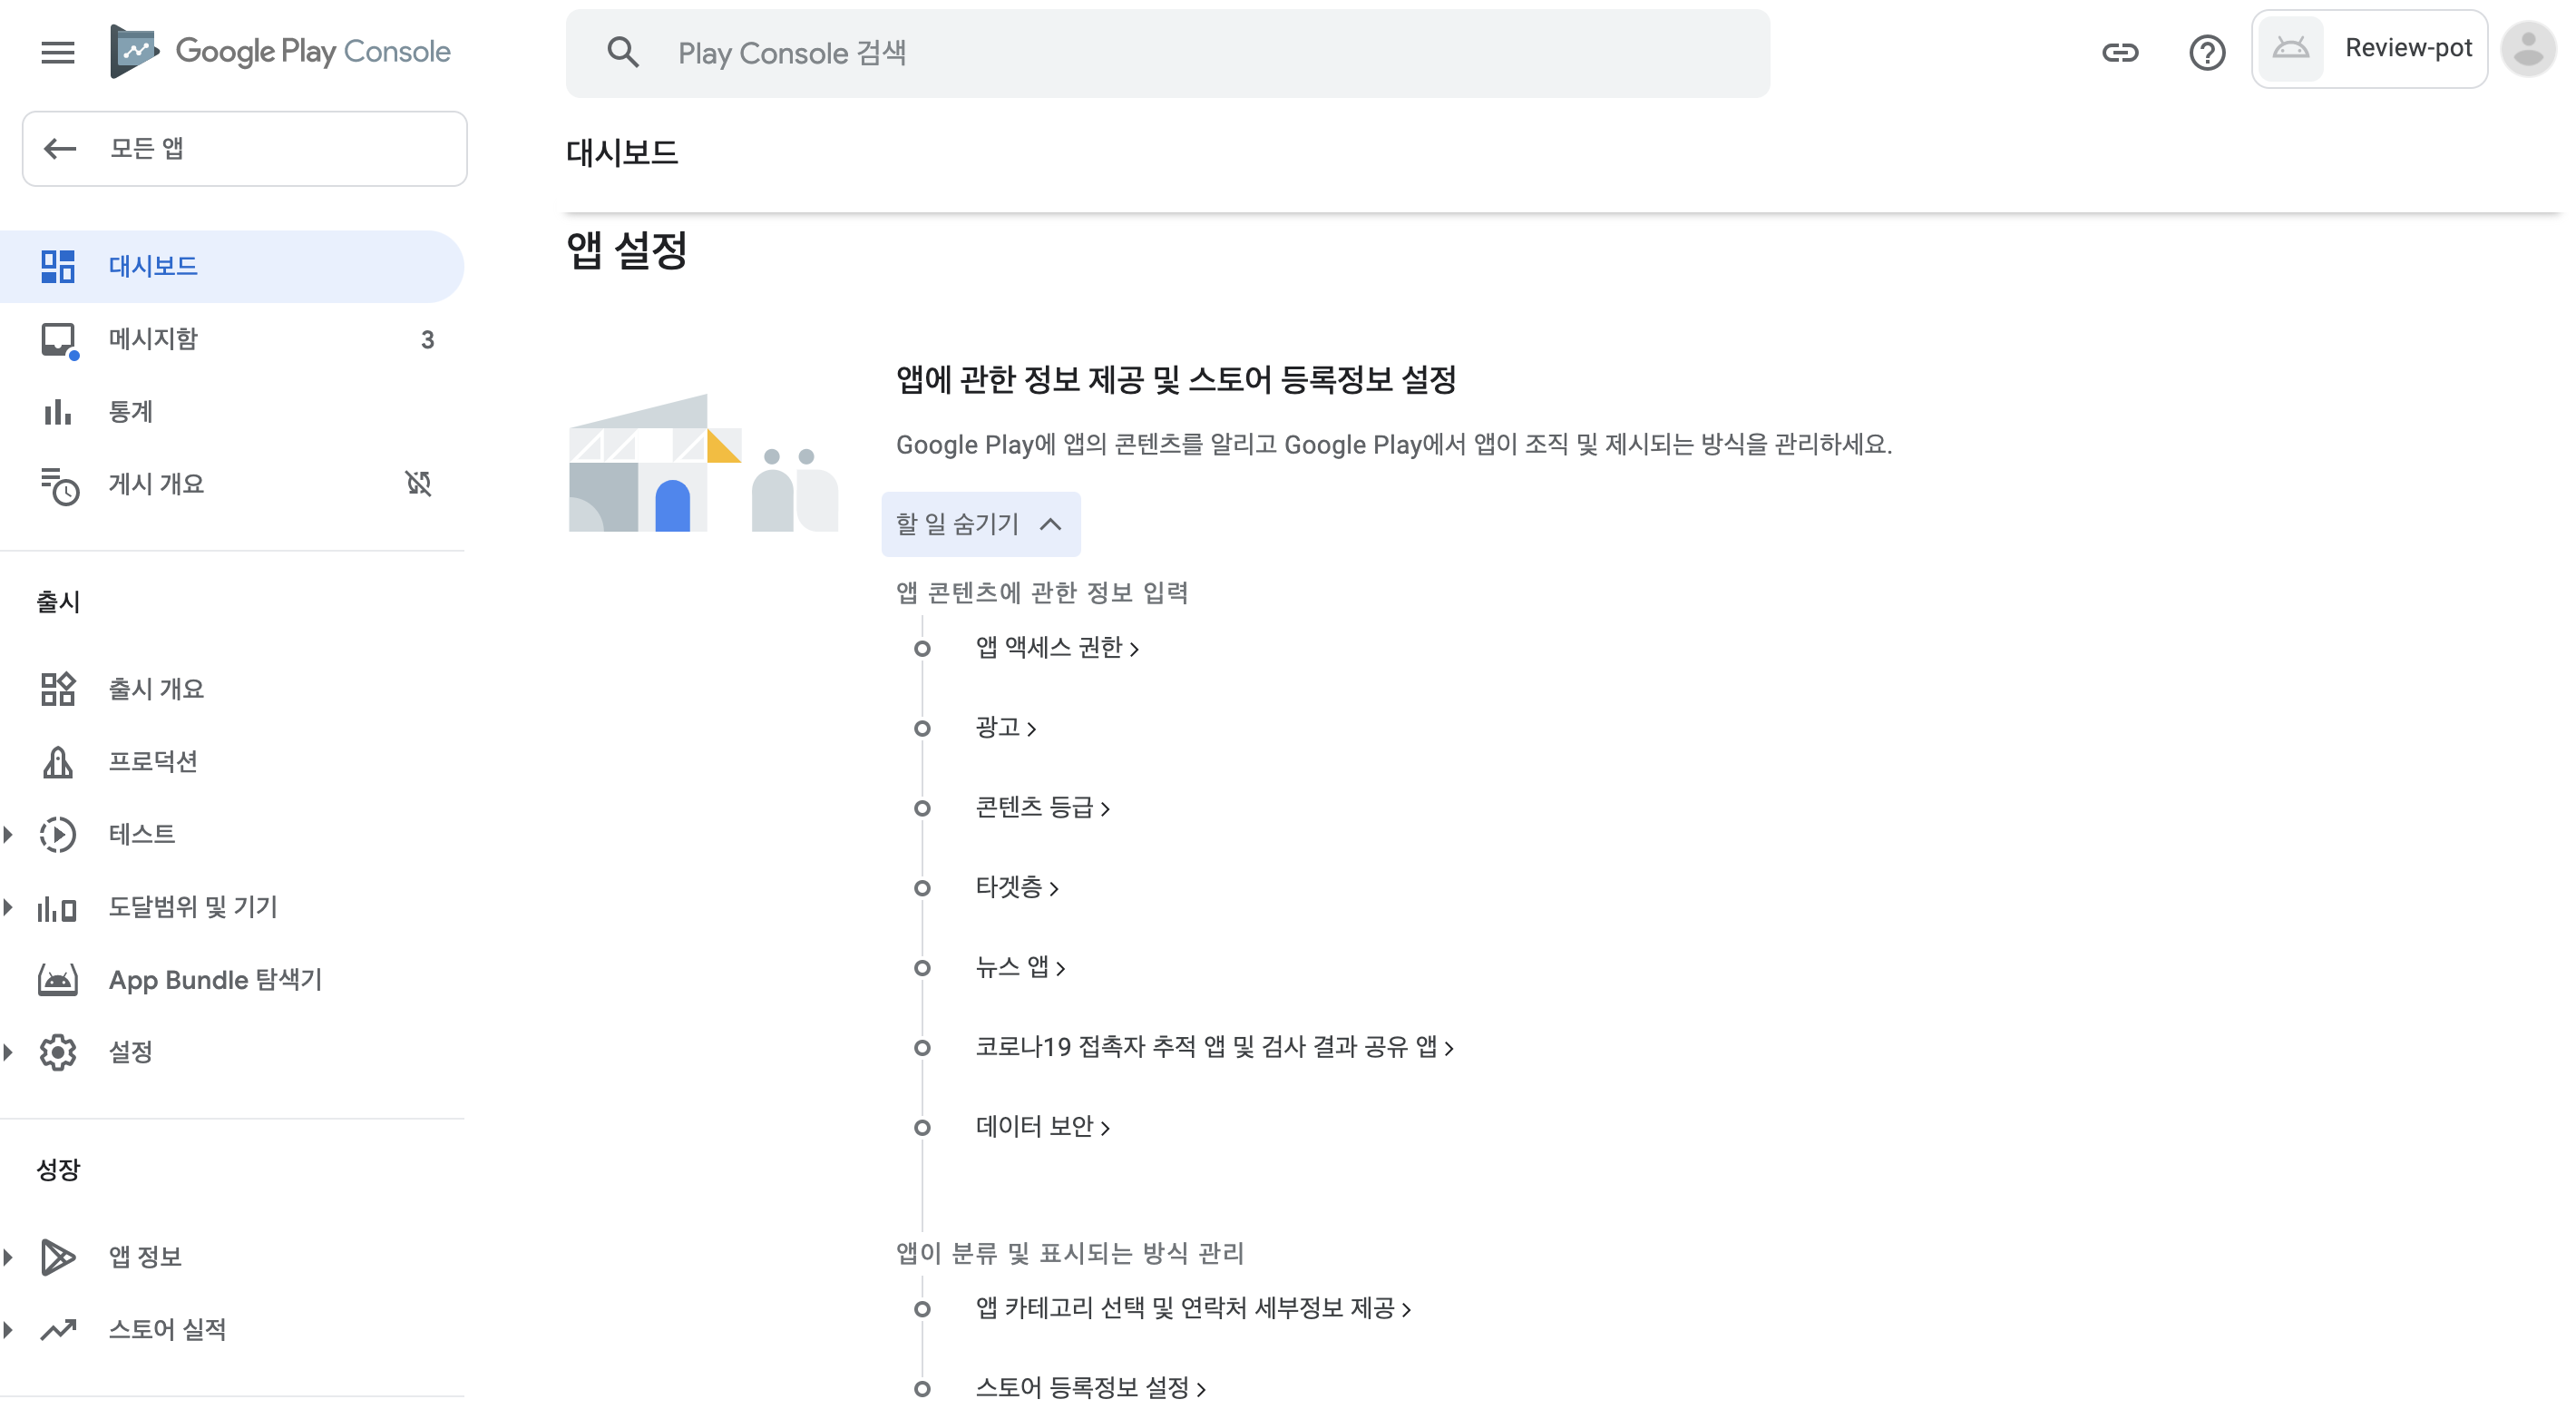 Google Play Console
Play Console 검색
Review-pot
모든 앱
대시보드
메시지함 3
통계
게시 개요
출시
출시 개요
프로덕션
테스트
도달범위 및 기기
App Bundle 탐색기
설정
성장
앱 정보
스토어 실적
대시보드
앱 설정
앱에 관한 정보 제공 및 스토어 등록정보 설정
Google Play에 앱의 콘텐츠를 알리고 Google Play에서 앱이 조직 및 제시되는 방식을 관리하세요.
할 일 숨기기
앱 콘텐츠에 관한 정보 입력
앱 액세스 권한
광고
콘텐츠 등급
타겟층
뉴스 앱
코로나19 접촉자 추적 앱 및 검사 결과 공유 앱
데이터 보안
앱이 분류 및 표시되는 방식 관리
앱 카테고리 선택 및 연락처 세부정보 제공
스토어 등록정보 설정